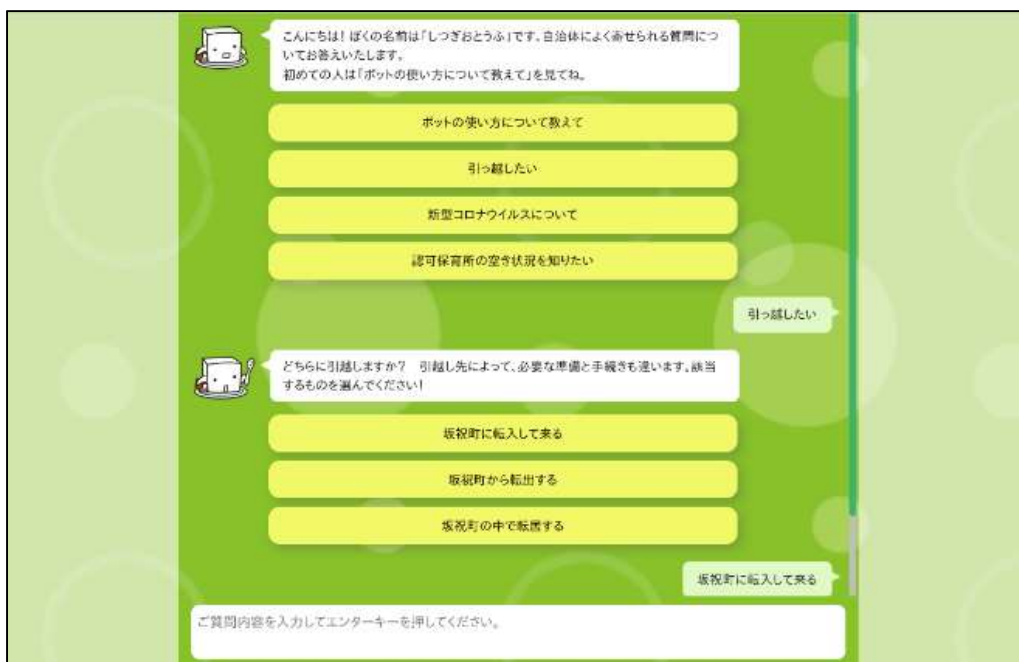 こんにちは！ぼくの名前は「しつぎおとうふ」です。自治体によく寄せられる質問につ
いてお答えいたします。
初めての人は「ボットの使い方について教えて」を見てね。
ボットの使い方について教えて
引っ越したい
新型コロナウイルスについて
認可保育所の空き状況を知りたい
引っ越したい
どちらに引越しますか？　引越し先によって、必要な準備と手続きも違います。該当
するものを選んでください！
坂祝町に転入して来る
坂祝町から転出する
坂祝町の中で転居する
坂祝町に転入して来る
ご質問内容を入力してエンターキーを押してください。